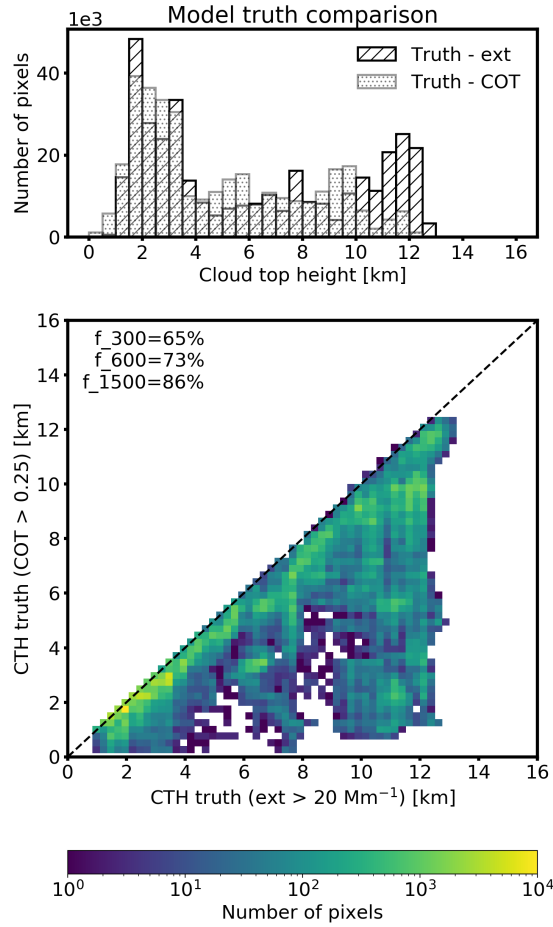 Model truth comparison
1e3
Truth - ext
Truth - COT
Number of pixels
40
20
0
0 2 4 6 8 10 12 14 16
Cloud top height [km]
f_300=65%
f_600=73%
f_1500=86%
CTH truth (COT > 0.25) [km]
16
14
12
10
8
6
4
2
0
0 2 4 6 8 10 12 14 16
CTH truth (ext > 20 Mm⁻¹) [km]
10⁰ 10¹ 10² 10³ 10⁴
Number of pixels